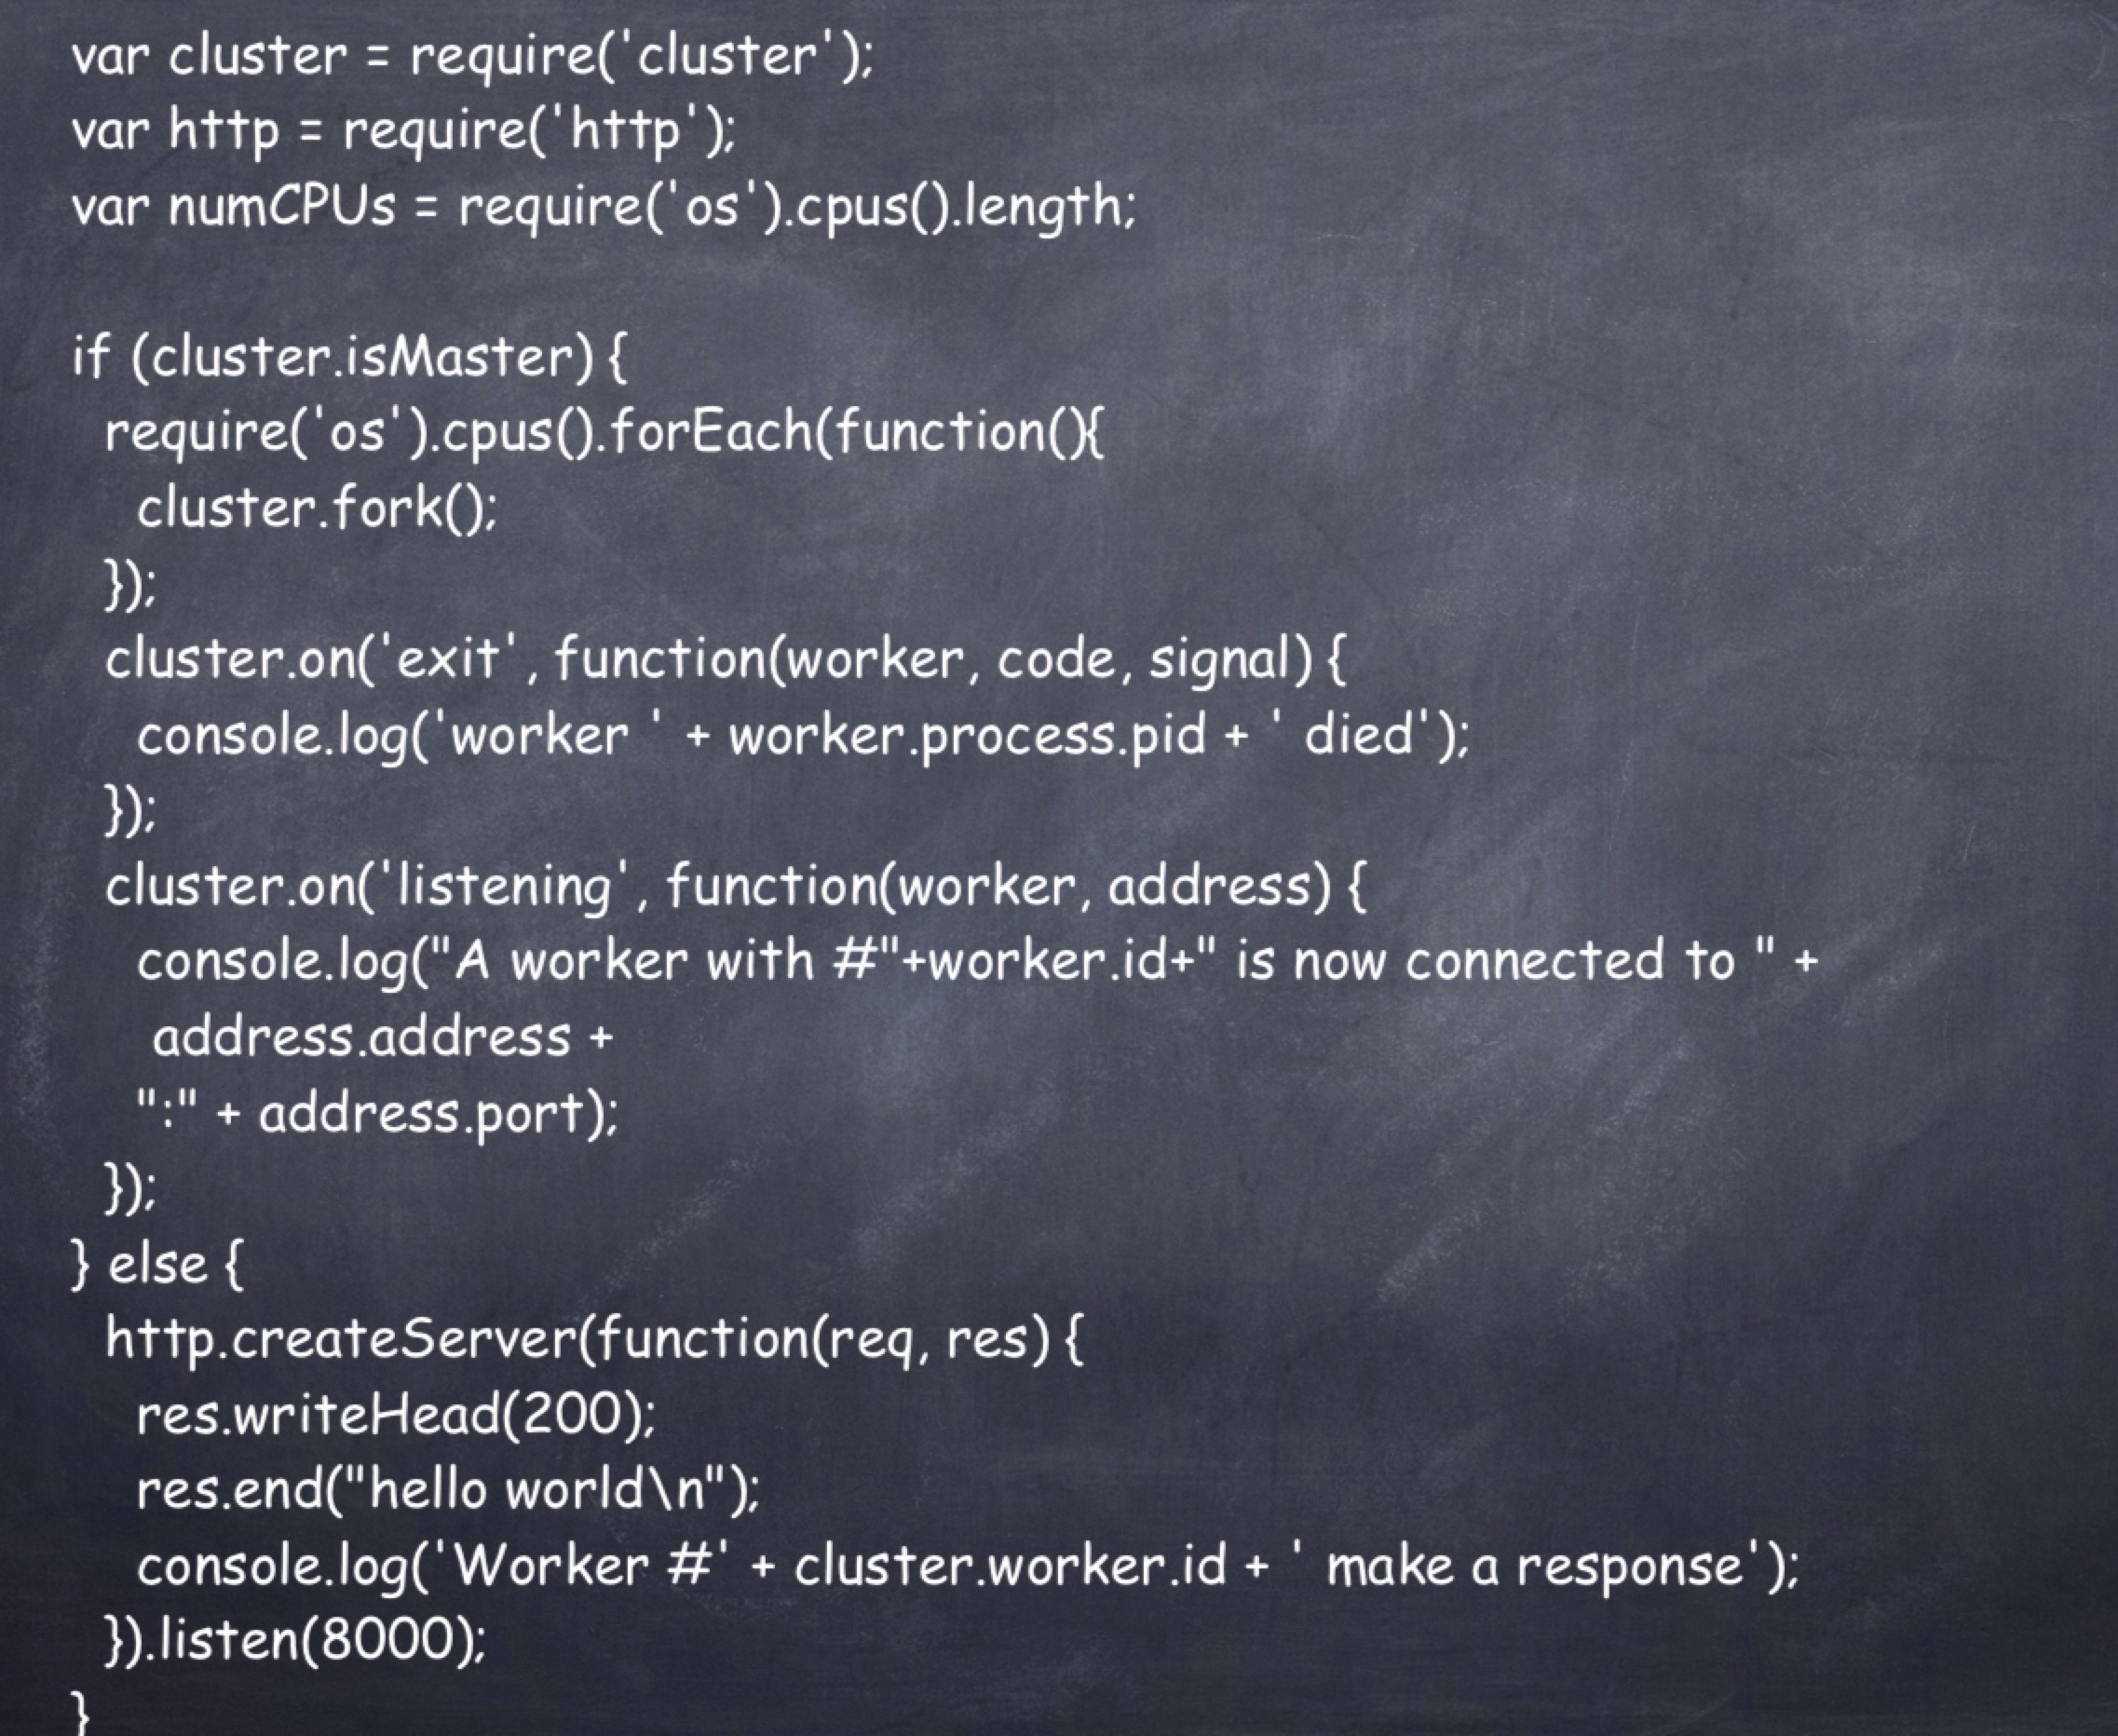 var cluster = require('cluster');
var http = require('http');
var numCPUs = require('os').cpus().length;

if (cluster.isMaster) {
  require('os').cpus().forEach(function(){
    cluster.fork();
  });
  cluster.on('exit', function(worker, code, signal) {
    console.log('worker ' + worker.process.pid + ' died');
  });
  cluster.on('listening', function(worker, address) {
    console.log("A worker with #"+worker.id+" is now connected to " +
     address.address +
    ":" + address.port);
  });
} else {
  http.createServer(function(req, res) {
    res.writeHead(200);
    res.end("hello world\n");
    console.log('Worker #' + cluster.worker.id + ' make a response');
  }).listen(8000);
}